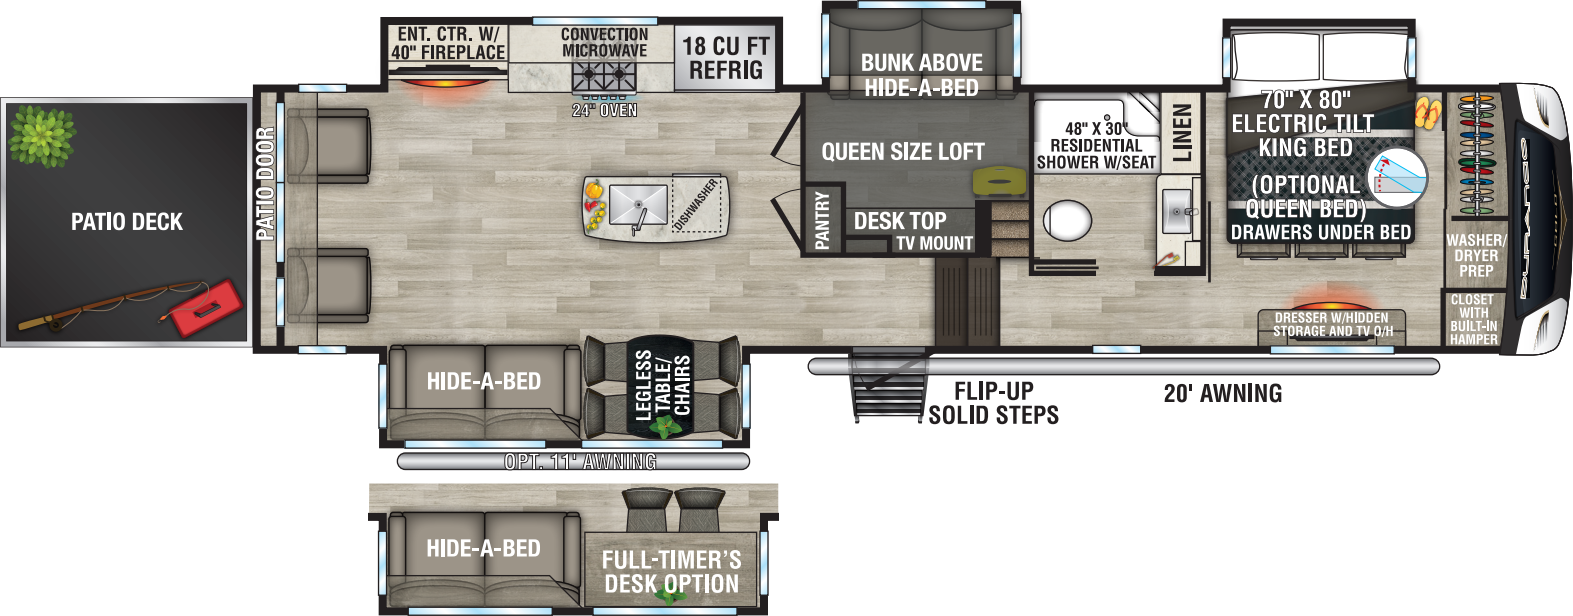 ENT. CTR. W/
40" FIREPLACE
CONVECTION
MICROWAVE
18 CU FT
REFRIG
24" OVEN
BUNK ABOVE
HIDE-A-BED
QUEEN SIZE LOFT
48" X 30"
RESIDENTIAL
SHOWER W/SEAT
LINEN
70" X 80"
ELECTRIC TILT
KING BED
(OPTIONAL
QUEEN BED)
DRAWERS UNDER BED
PATIO DECK
PATIO DOOR
DISHWASHER
PANTRY
DESK TOP
TV MOUNT
WASHER/
DRYER
PREP
CLOSET
WITH
BUILT-IN
HAMPER
DRESSER W/HIDDEN
STORAGE AND TV O/H
DURANGO
HIDE-A-BED
LEGLESS
TABLE/
CHAIRS
FLIP-UP
SOLID STEPS
20' AWNING
OPT. 11' AWNING
HIDE-A-BED
FULL-TIMER'S
DESK OPTION